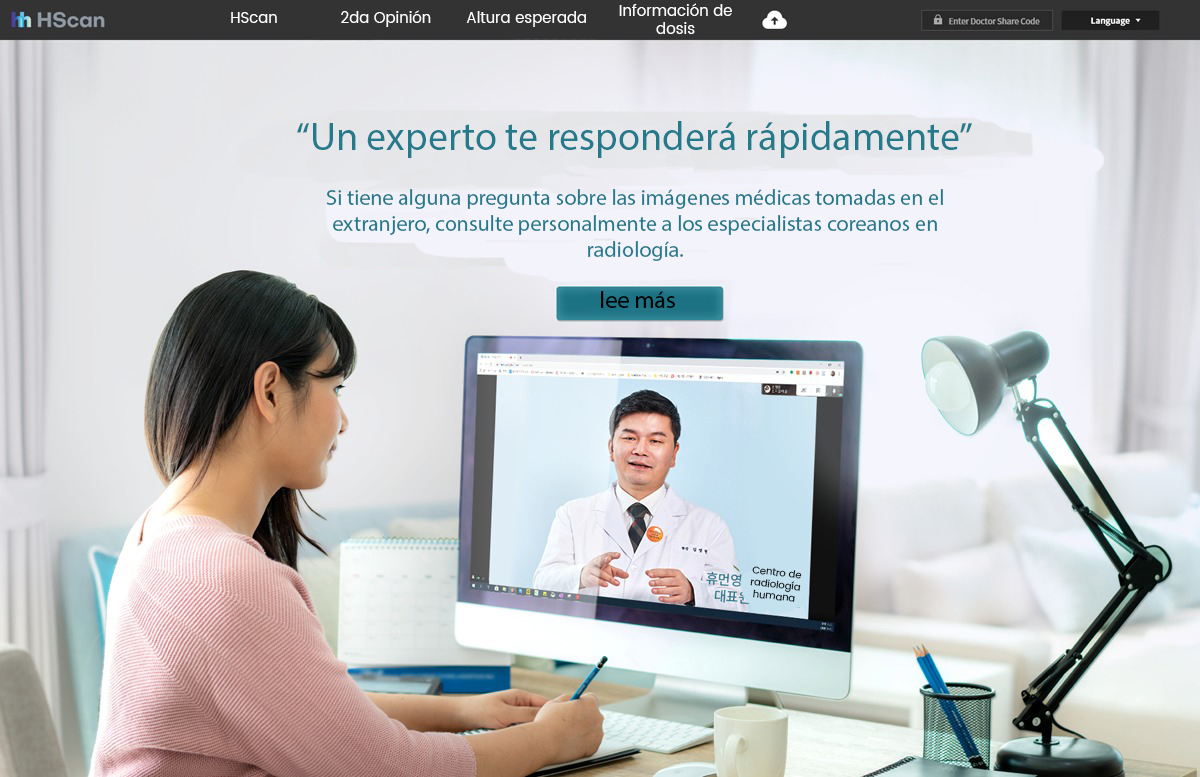 HScan
HScan
2da Opinión
Altura esperada
Información de
dosis
Enter Doctor Share Code
Language
“Un experto te responderá rápidamente”
Si tiene alguna pregunta sobre las imágenes médicas tomadas en el
extranjero, consulte personalmente a los especialistas coreanos en
radiología.
lee más
휴먼영
대표원
Centro de
radiología
humana